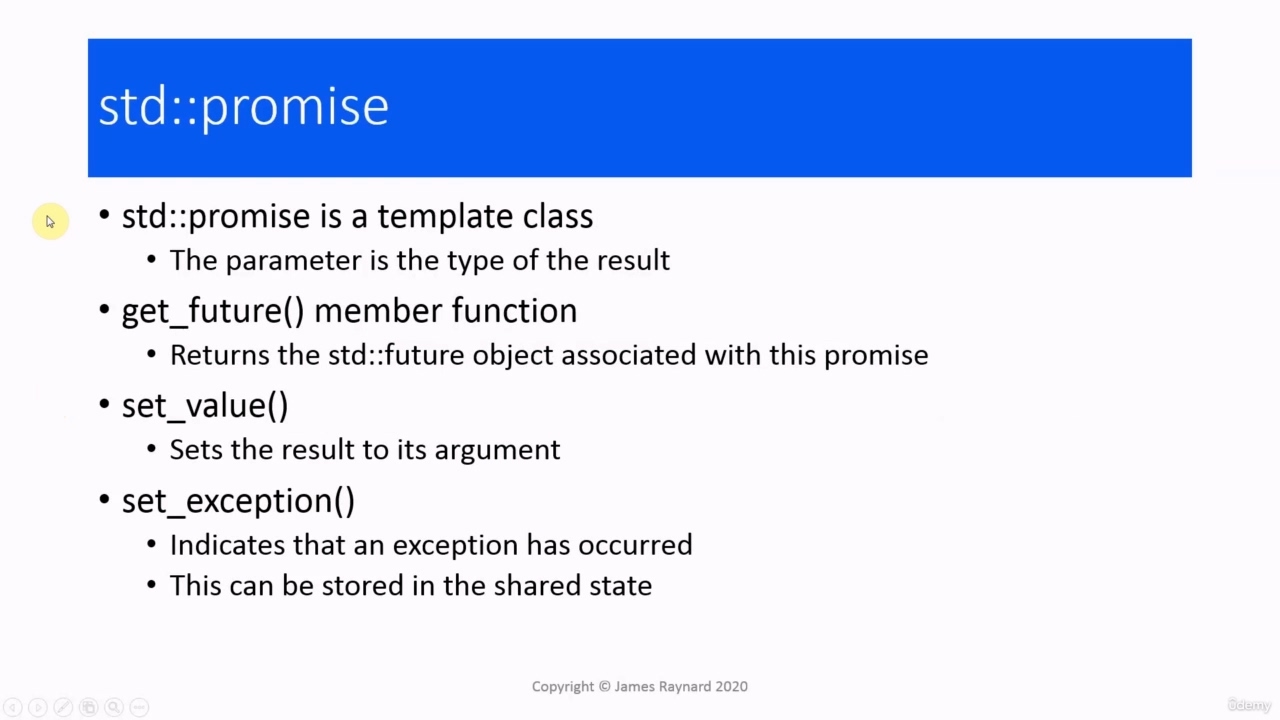 std::promise
• std::promise is a template class
• The parameter is the type of the result
• get_future() member function
• Returns the std::future object associated with this promise
• set_value()
• Sets the result to its argument
• set_exception()
• Indicates that an exception has occurred
• This can be stored in the shared state
Copyright © James Raynard 2020
ûdemy